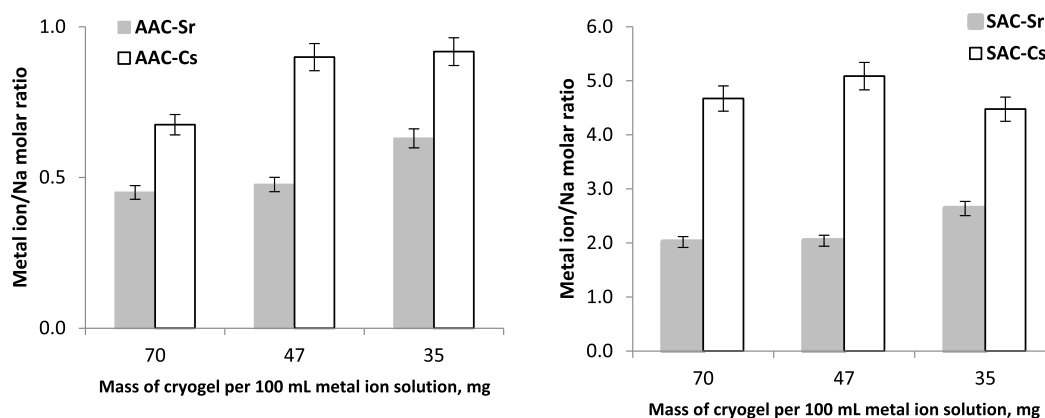 1.0
0.5
0.0
AAC-Sr
AAC-Cs
Metal ion/Na molar ratio
70 47 35
Mass of cryogel per 100 mL metal ion solution, mg
6.0
5.0
4.0
3.0
2.0
1.0
0.0
SAC-Sr
SAC-Cs
Metal ion/Na molar ratio
70 47 35
Mass of cryogel per 100 mL metal ion solution, mg